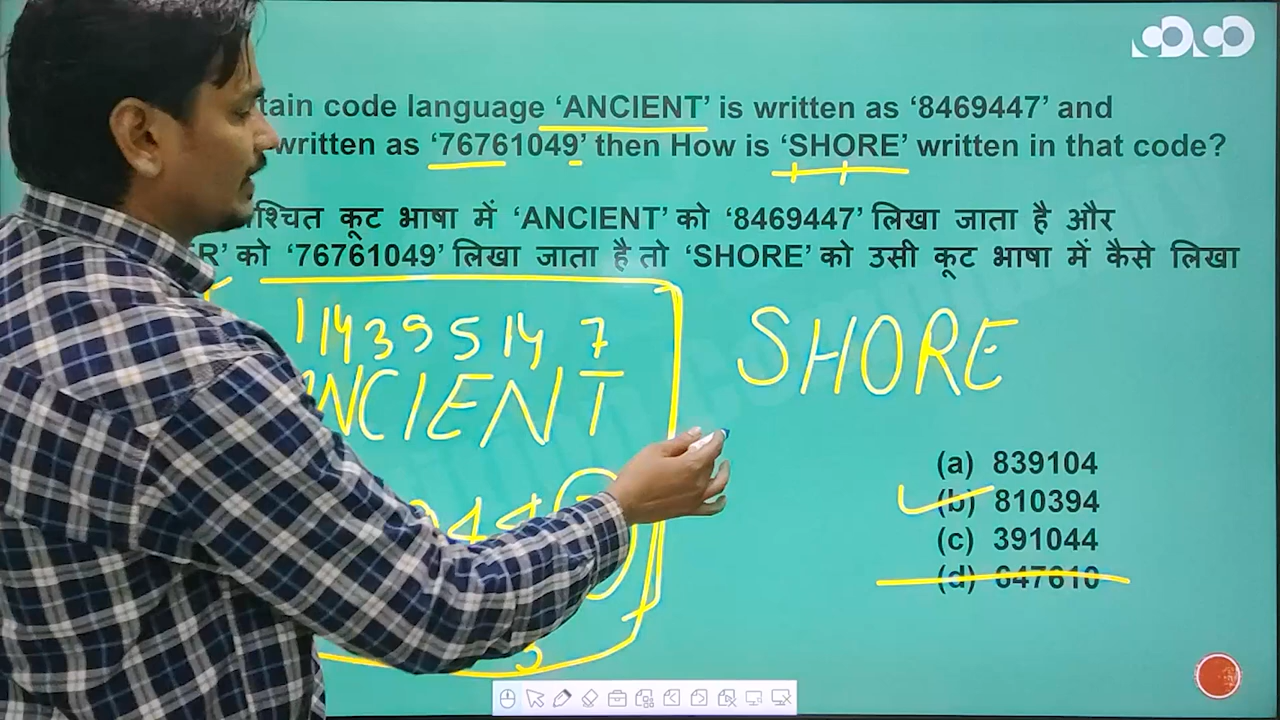 tain code language ‘ANCIENT’ is written as ‘8469447’ and
written as ‘76761049’ then How is ‘SHORE’ written in that code?
श्चित कूट भाषा में ‘ANCIENT’ को ‘8469447’ लिखा जाता है और
R’ को ‘76761049’ लिखा जाता है तो ‘SHORE’ को उसी कूट भाषा में कैसे लिखा
1 14 3 9 5 14 7
NCIENT
SHORE
(a) 839104
(b) 810394
(c) 391044
(d) 647610